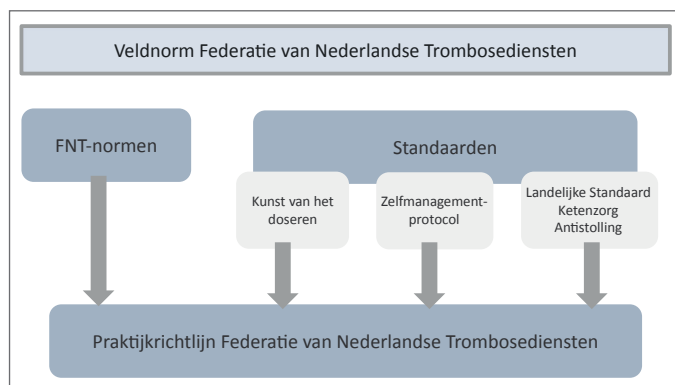 Veldnorm Federatie van Nederlandse Trombosediensten
FNT-normen
Standaarden
Kunst van het
doseren
Zelfmanagement-
protocol
Landelijke Standaard
Ketenzorg
Antistolling
Praktijkrichtlijn Federatie van Nederlandse Trombosediensten